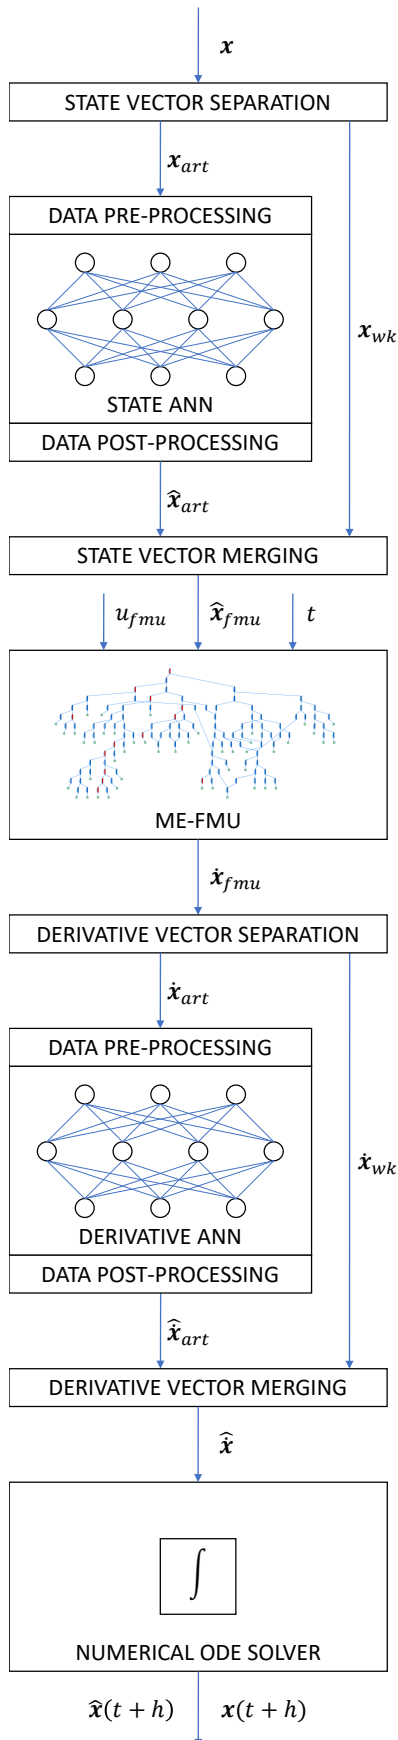 x
STATE VECTOR SEPARATION
x_art
DATA PRE-PROCESSING
x_wk
STATE ANN
DATA POST-PROCESSING
x̂_art
STATE VECTOR MERGING
u_fmu x̂_fmu t
ME-FMU
ẋ_fmu
DERIVATIVE VECTOR SEPARATION
ẋ_art
DATA PRE-PROCESSING
ẋ_wk
DERIVATIVE ANN
DATA POST-PROCESSING
ẋ̂_art
DERIVATIVE VECTOR MERGING
ẋ̂
∫
NUMERICAL ODE SOLVER
x̂(t + h) x(t + h)